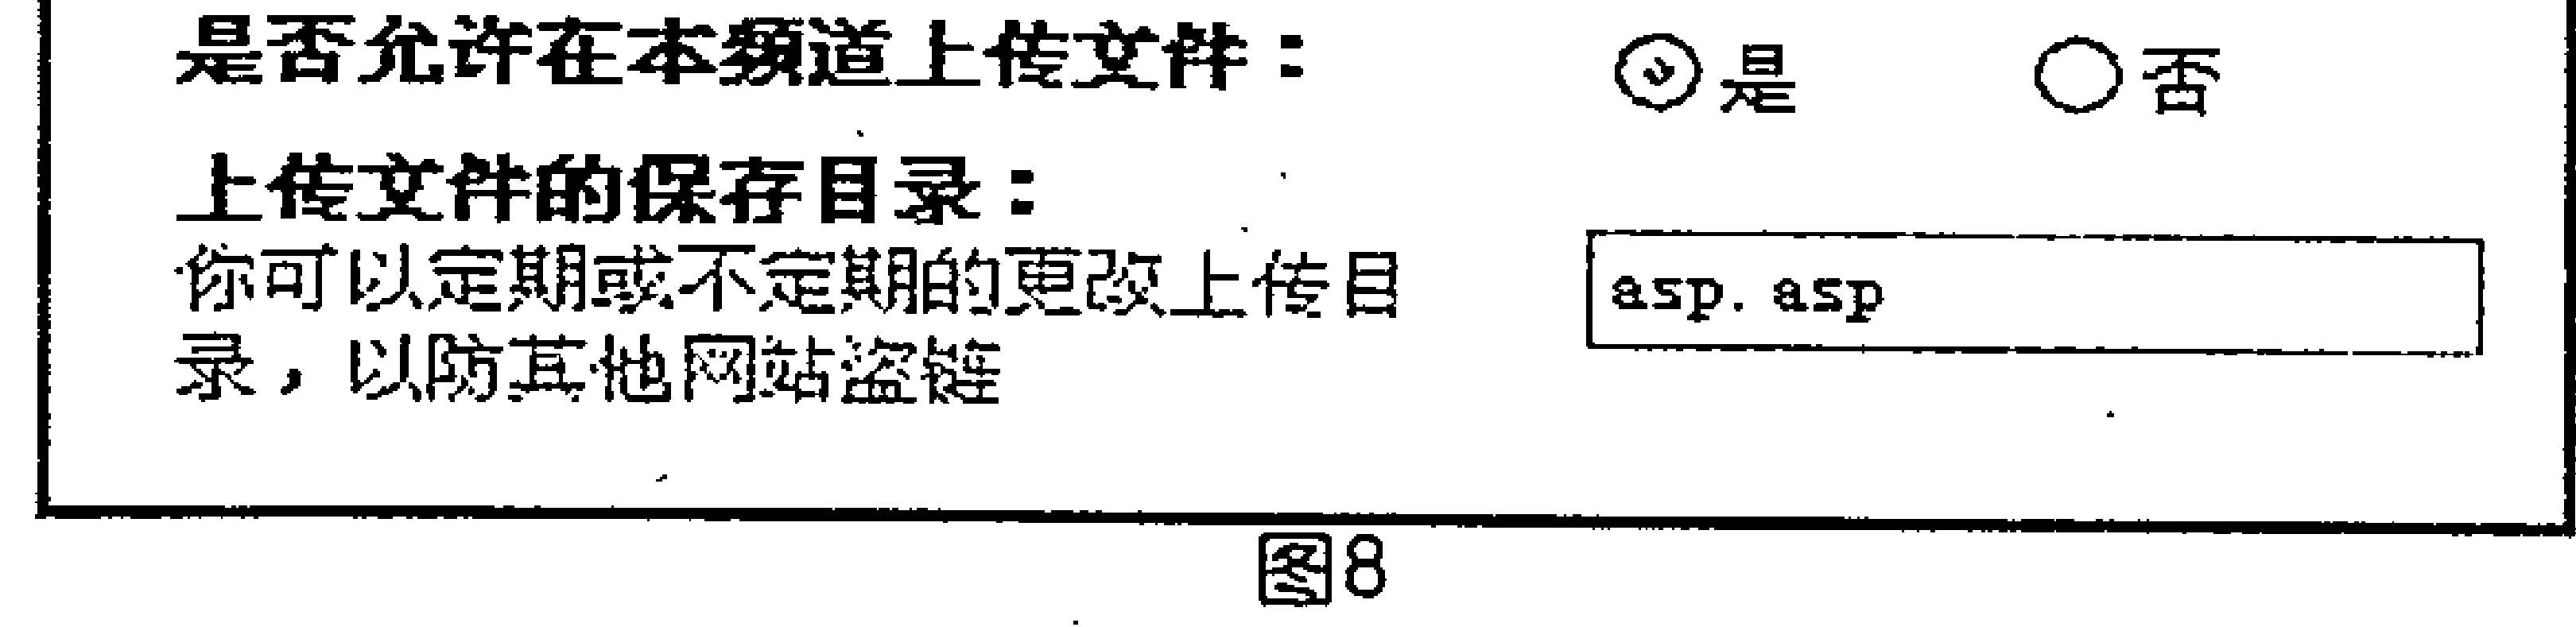 是否允许在本频道上传文件： 是 否
上传文件的保存目录：
你可以定期或不定期的更改上传目
录，以防其他网站盗链
asp.asp
图8